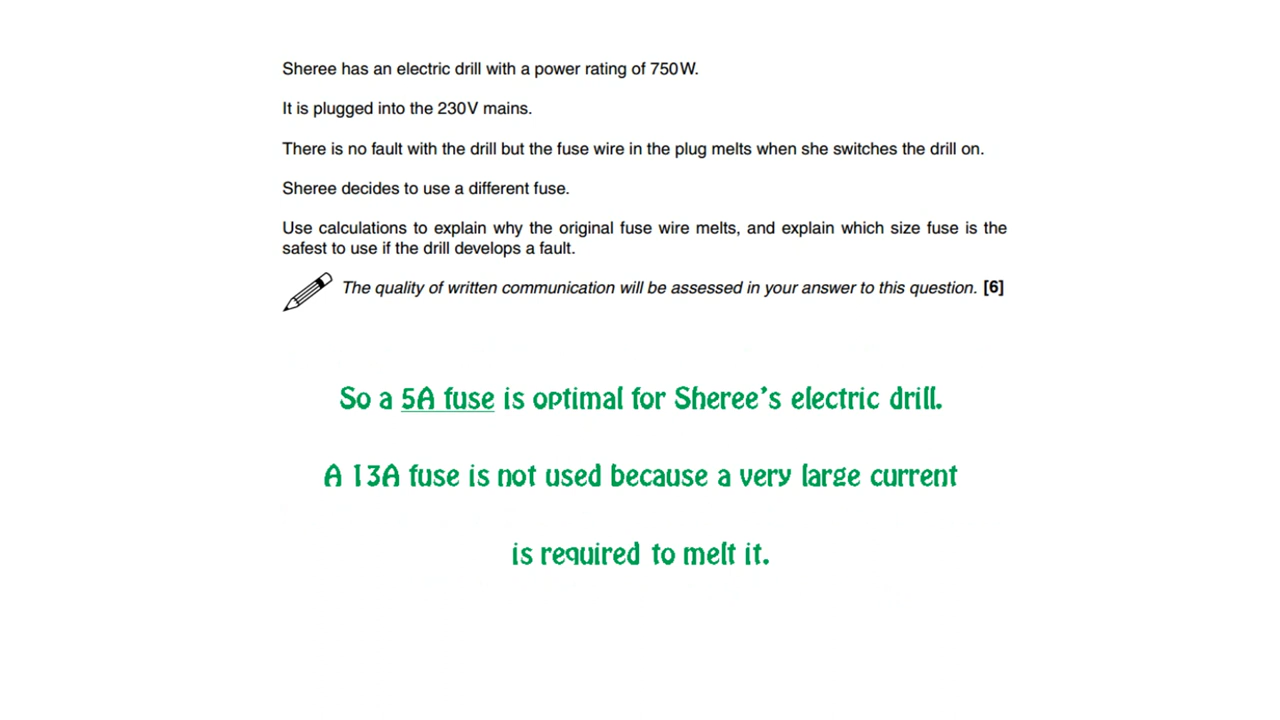 Sheree has an electric drill with a power rating of 750W.
It is plugged into the 230V mains.
There is no fault with the drill but the fuse wire in the plug melts when she switches the drill on.
Sheree decides to use a different fuse.
Use calculations to explain why the original fuse wire melts, and explain which size fuse is the
safest to use if the drill develops a fault.
The quality of written communication will be assessed in your answer to this question. [6]
So a 5A fuse is optimal for Sheree's electric drill.
A 13A fuse is not used because a very large current
is required to melt it.